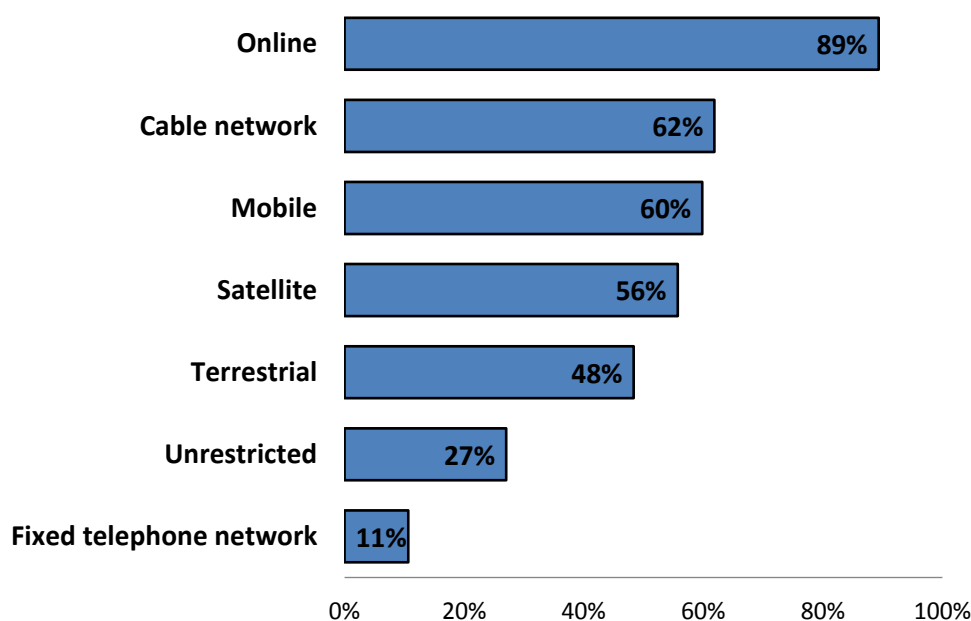 Online 89%
Cable network 62%
Mobile 60%
Satellite 56%
Terrestrial 48%
Unrestricted 27%
Fixed telephone network 11%
0% 20% 40% 60% 80% 100%